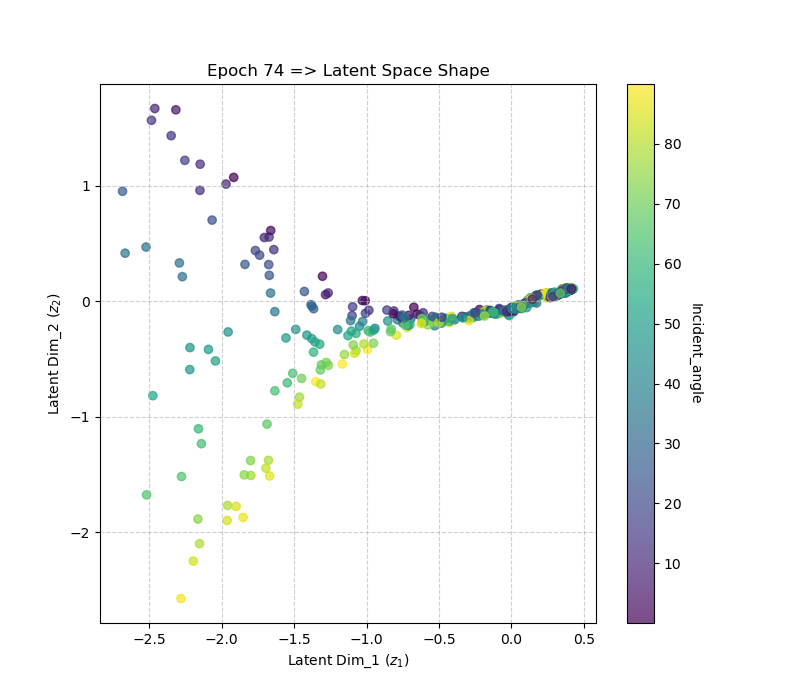 Epoch 74 => Latent Space Shape
1
0
−1
−2
Latent Dim_2 (z₂)
−2.5 −2.0 −1.5 −1.0 −0.5 0.0 0.5
Latent Dim_1 (z₁)
80
70
60
50
40
30
20
10
Incident_angle